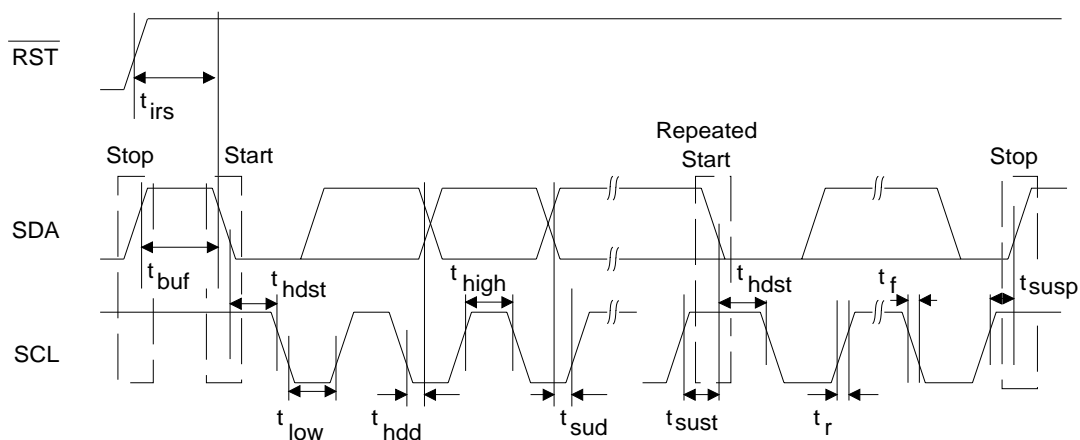 RST
t irs
Repeated
Stop Start Start Stop
SDA
t buf t hdst t high t hdst t f t susp
SCL
t low t hdd t sud t sust t r